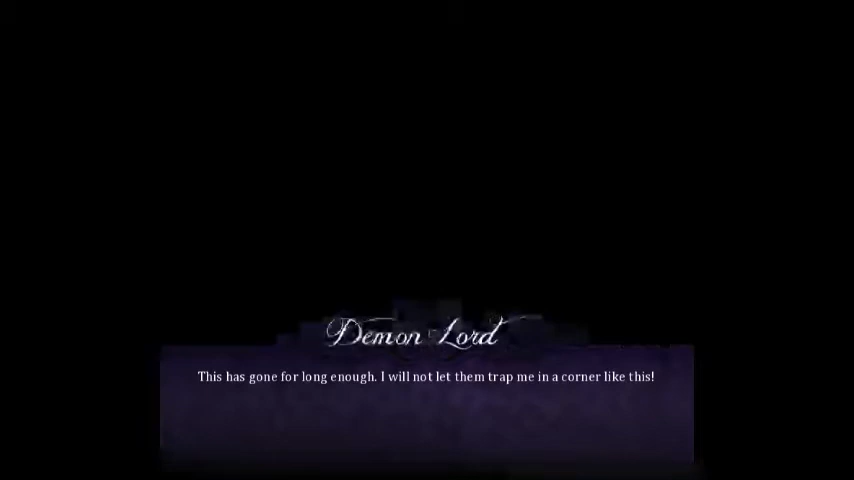 Demon Lord
This has gone for long enough. I will not let them trap me in a corner like this!